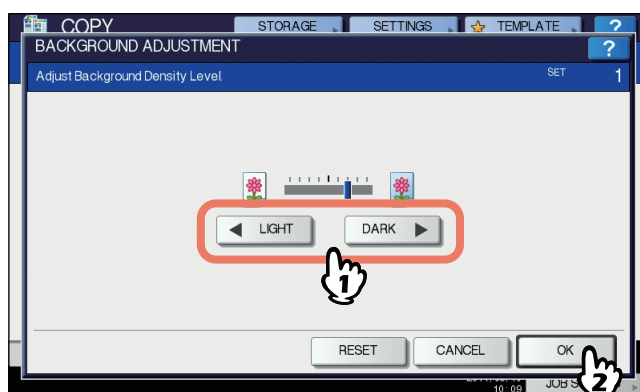 COPY STORAGE SETTINGS TEMPLATE ?
BACKGROUND ADJUSTMENT ?
Adjust Background Density Level. SET 1
LIGHT DARK
1
RESET CANCEL OK
2
10:09 JOB S